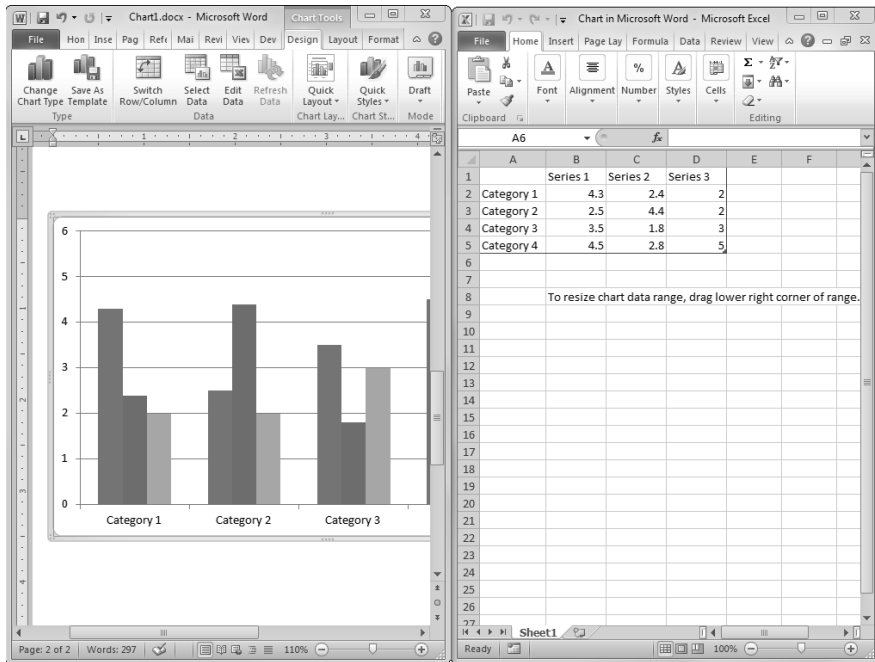 Chart1.docx - Microsoft Word
Chart Tools
File Hon Inse Pag Refe Mai Revi Viev Dev Design Layout Format
Change Chart Type
Save As Template
Switch Row/Column
Select Data
Edit Data
Refresh Data
Quick Layout
Quick Styles
Draft
Type
Data
Chart Lay...
Chart St...
Mode
1 2 3 4
6
5
4
3
2
1
0
Category 1 Category 2 Category 3
Page: 2 of 2 Words: 297 110%
Chart in Microsoft Word - Microsoft Excel
File Home Insert Page Lay Formula Data Review View
Paste
Font
Alignment
Number
Styles
Cells
Σ
%
A
Clipboard
Editing
A6 fx
A B C D E F
1 Series 1 Series 2 Series 3
2 Category 1 4.3 2.4 2
3 Category 2 2.5 4.4 2
4 Category 3 3.5 1.8 3
5 Category 4 4.5 2.8 5
6
7
8 To resize chart data range, drag lower right corner of range.
9
10
11
12
13
14
15
16
17
18
19
20
21
22
23
24
25
26
27
Sheet1
Ready 100%